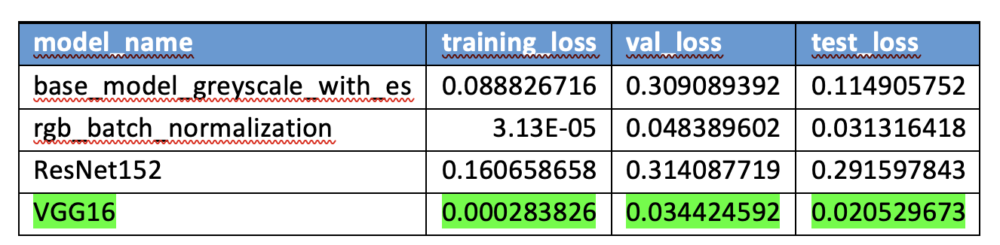 model_name training_loss val_loss test_loss
base_model_greyscale_with_es 0.088826716 0.309089392 0.114905752
rgb_batch_normalization 3.13E-05 0.048389602 0.031316418
ResNet152 0.160658658 0.314087719 0.291597843
VGG16 0.000283826 0.034424592 0.020529673